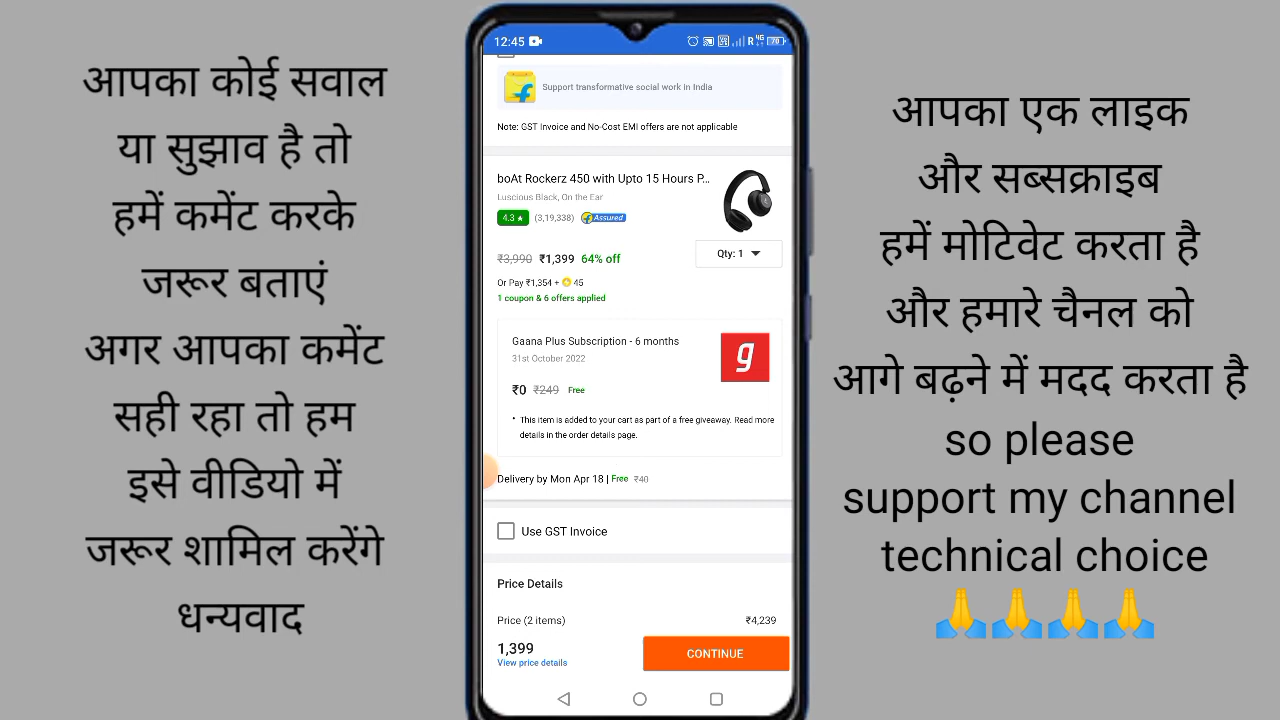 आपका कोई सवाल
या सुझाव है तो
हमें कमेंट करके
जरूर बताएं
अगर आपका कमेंट
सही रहा तो हम
इसे वीडियो में
जरूर शामिल करेंगे
धन्यवाद
12:45
R 4G 70
Support transformative social work in India
Note: GST Invoice and No-Cost EMI offers are not applicable
boAt Rockerz 450 with Upto 15 Hours P...
Luscious Black, On the Ear
4.3 ★ (3,19,338) Assured
₹3,990 ₹1,399 64% off
Qty: 1
Or Pay ₹1,354 + 45
1 coupon & 6 offers applied
Gaana Plus Subscription - 6 months
31st October 2022
g
₹0 ₹249 Free
• This item is added to your cart as part of a free giveaway. Read more
details in the order details page.
Delivery by Mon Apr 18 | Free ₹40
Use GST Invoice
Price Details
Price (2 items) ₹4,239
1,399
View price details
CONTINUE
आपका एक लाइक
और सब्सक्राइब
हमें मोटिवेट करता है
और हमारे चैनल को
आगे बढ़ने में मदद करता है
so please
support my channel
technical choice
🙏🙏🙏🙏